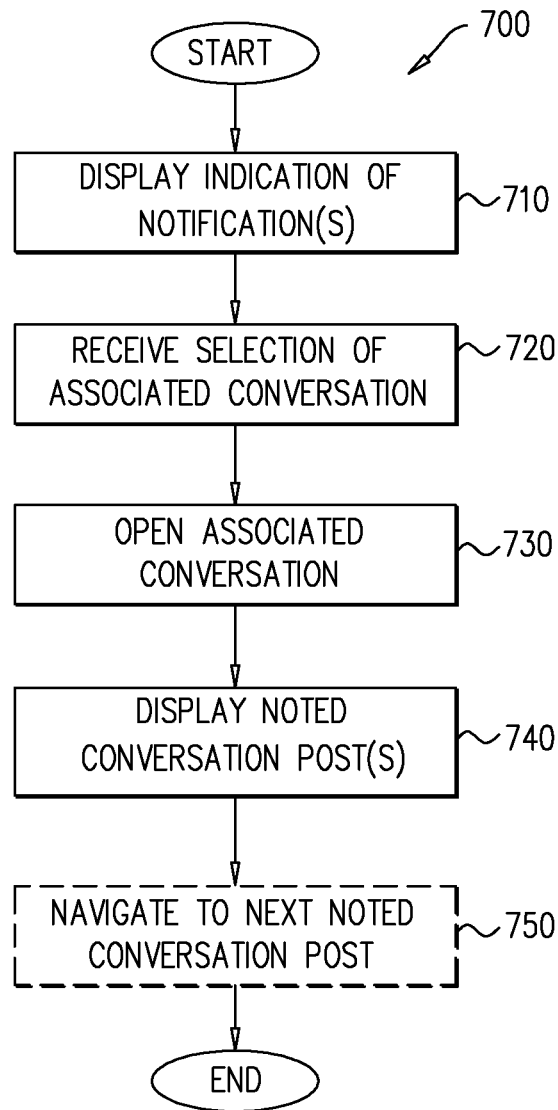 700
START
DISPLAY INDICATION OF
NOTIFICATION(S)
710
RECEIVE SELECTION OF
ASSOCIATED CONVERSATION
720
OPEN ASSOCIATED
CONVERSATION
730
DISPLAY NOTED
CONVERSATION POST(S)
740
NAVIGATE TO NEXT NOTED
CONVERSATION POST
750
END